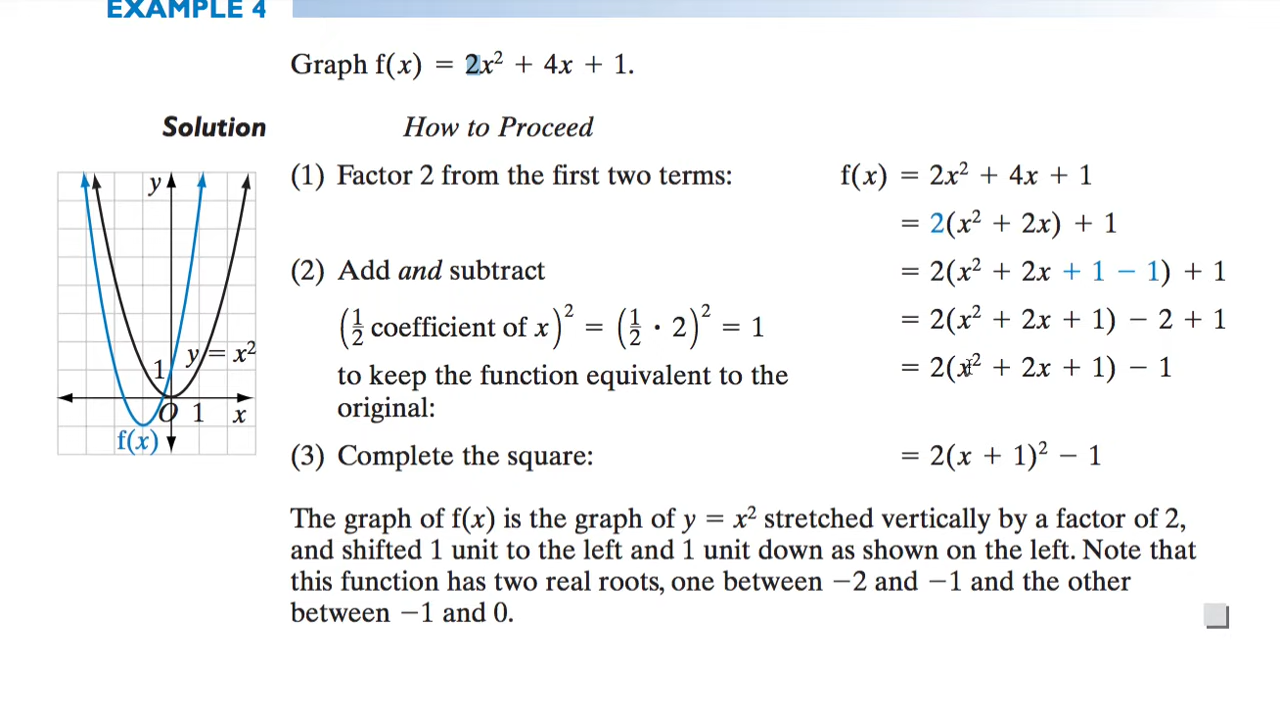 EXAMPLE 4
Graph f(x) = 2x² + 4x + 1.
Solution How to Proceed
(1) Factor 2 from the first two terms: f(x) = 2x² + 4x + 1
= 2(x² + 2x) + 1
(2) Add and subtract = 2(x² + 2x + 1 − 1) + 1
(½ coefficient of x)² = (½ · 2)² = 1 = 2(x² + 2x + 1) − 2 + 1
to keep the function equivalent to the = 2(x² + 2x + 1) − 1
original:
(3) Complete the square: = 2(x + 1)² − 1
y
1 y = x²
O 1 x
f(x)
The graph of f(x) is the graph of y = x² stretched vertically by a factor of 2,
and shifted 1 unit to the left and 1 unit down as shown on the left. Note that
this function has two real roots, one between −2 and −1 and the other
between −1 and 0.